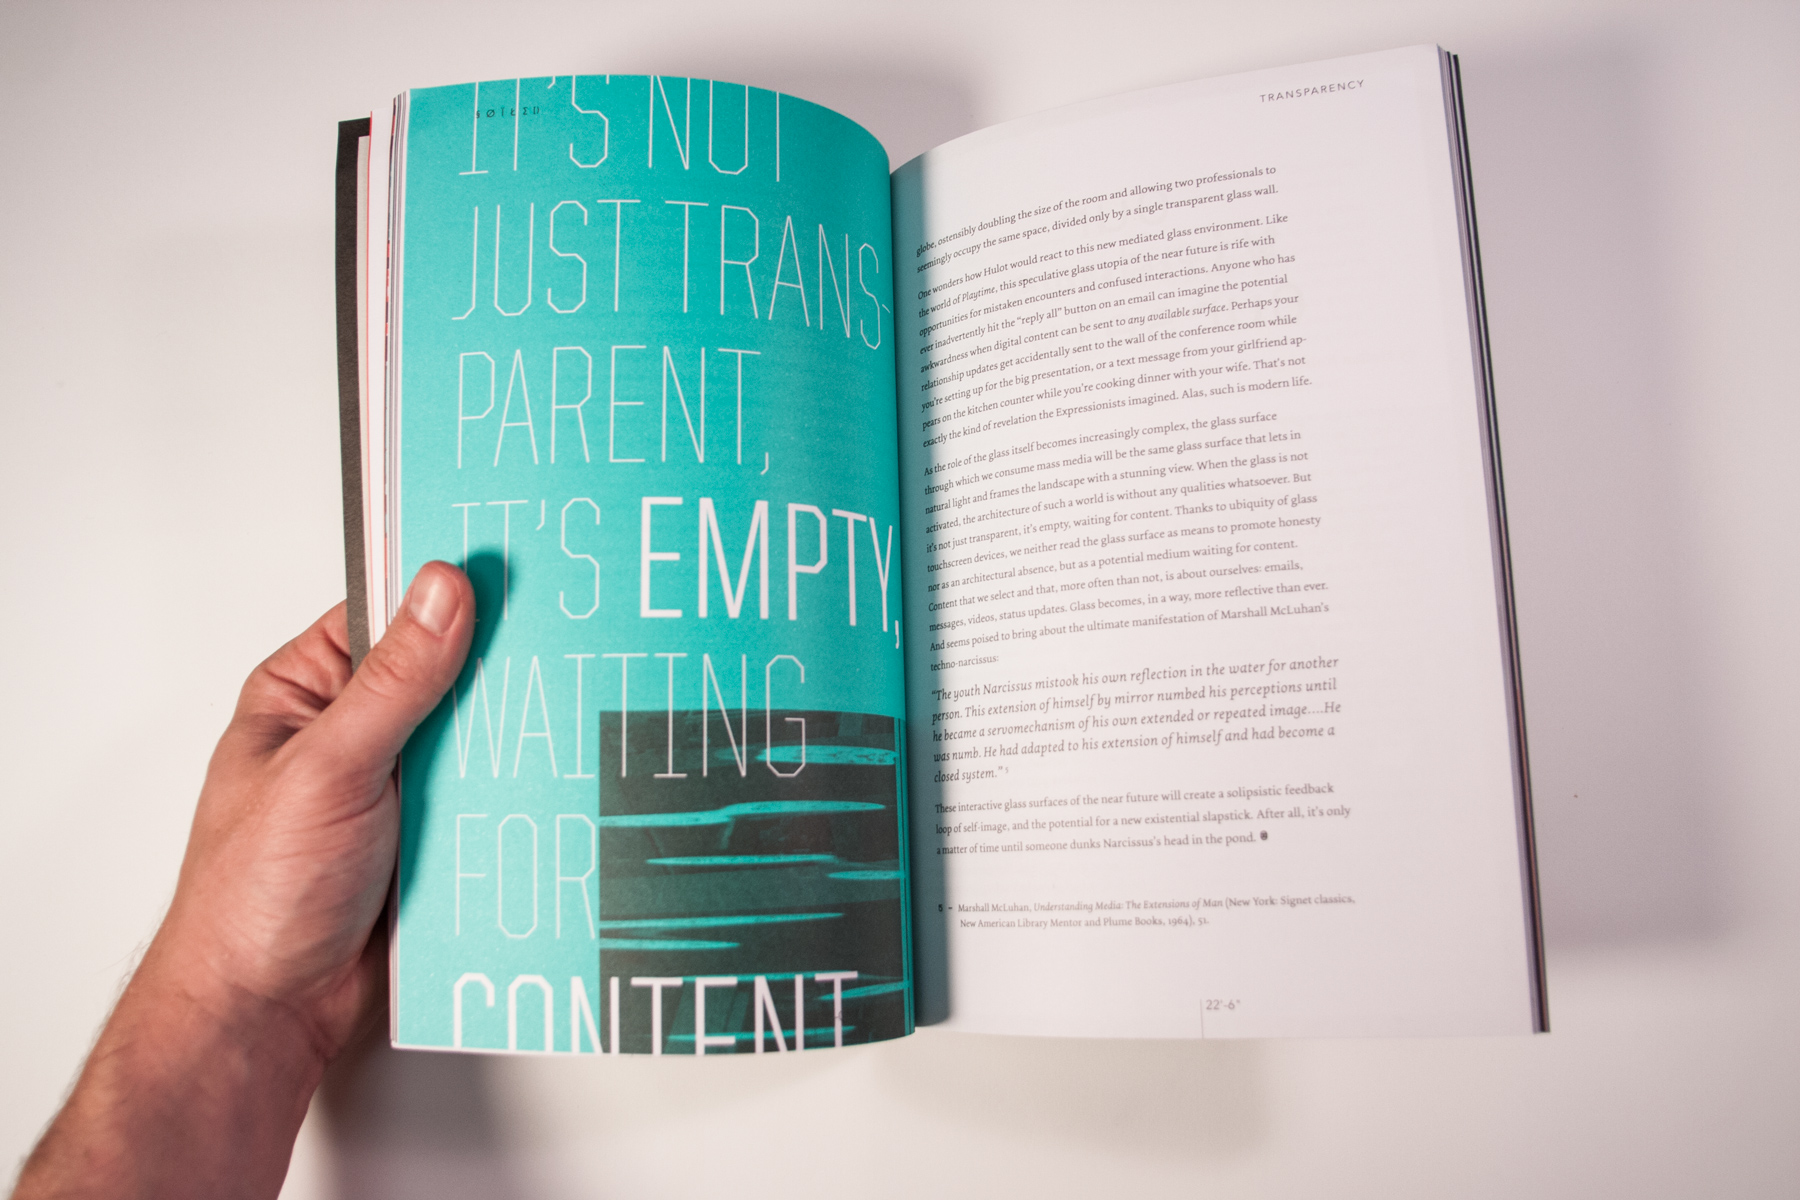 IT'S NOT
JUST TRANS-
PARENT,
IT'S EMPTY,
WAITING
FOR
CONTENT
TRANSPARENCY
globe, ostensibly doubling the size of the room and allowing two professionals to
seemingly occupy the same space, divided only by a single transparent glass wall.
One wonders how Hulot would react to this new mediated glass environment. Like
the world of Playtime, this speculative glass utopia of the near future is rife with
opportunities for mistaken encounters and confused interactions. Anyone who has
ever inadvertently hit the “reply all” button on an email can imagine the potential
awkwardness when digital content can be sent to any available surface. Perhaps your
relationship updates get accidentally sent to the wall of the conference room while
you're setting up for the big presentation, or a text message from your girlfriend ap-
pears on the kitchen counter while you're cooking dinner with your wife. That's not
exactly the kind of revelation the Expressionists imagined. Alas, such is modern life.
As the role of the glass itself becomes increasingly complex, the glass surface
through which we consume mass media will be the same glass surface that lets in
natural light and frames the landscape with a stunning view. When the glass is not
activated, the architecture of such a world is without any qualities whatsoever. But
it's not just transparent, it's empty, waiting for content. Thanks to ubiquity of glass
touchscreen devices, we neither read the glass surface as means to promote honesty
nor as an architectural absence, but as a potential medium waiting for content.
Content that we select and that, more often than not, is about ourselves: emails,
messages, videos, status updates. Glass becomes, in a way, more reflective than ever.
And seems poised to bring about the ultimate manifestation of Marshall McLuhan's
techno-narcissus:
“The youth Narcissus mistook his own reflection in the water for another
person. This extension of himself by mirror numbed his perceptions until
he became a servomechanism of his own extended or repeated image....He
was numb. He had adapted to his extension of himself and had become a
closed system.” 5
These interactive glass surfaces of the near future will create a solipsistic feedback
loop of self-image, and the potential for a new existential slapstick. After all, it's only
a matter of time until someone dunks Narcissus's head in the pond.
5 – Marshall McLuhan, Understanding Media: The Extensions of Man (New York: Signet classics,
New American Library Mentor and Plume Books, 1964), 51.
22'-6"